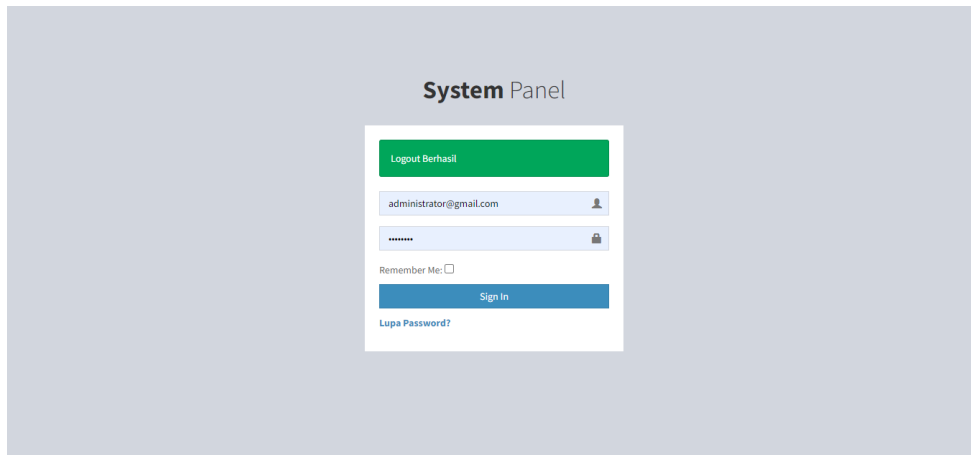 System Panel
Logout Berhasil
administrator@gmail.com
••••••••
Remember Me:
Sign In
Lupa Password?